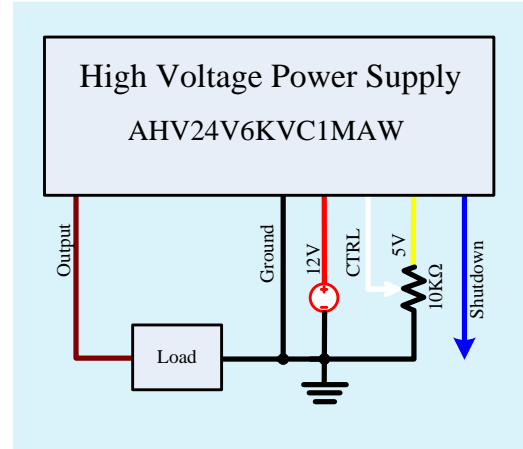 High Voltage Power Supply
AHV24V6KVC1MAW
Output
Ground
12V
CTRL
5V
10KΩ
Shutdown
Load